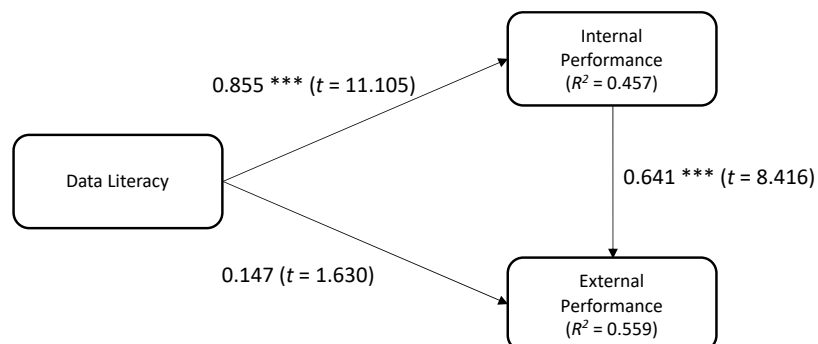 Internal
Performance
(R² = 0.457)
0.855 *** (t = 11.105)
Data Literacy
0.641 *** (t = 8.416)
0.147 (t = 1.630)
External
Performance
(R² = 0.559)